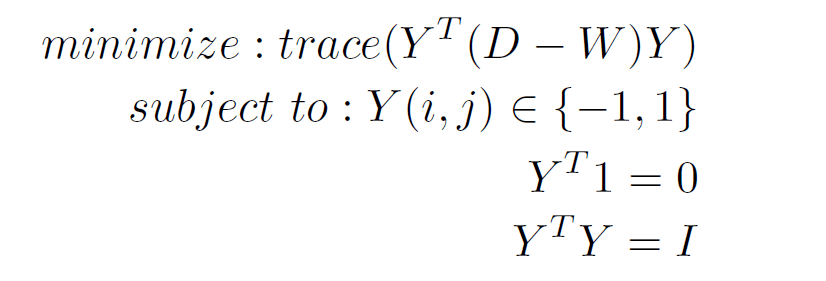 minimize : trace(Y^T(D − W)Y)
subject to : Y(i, j) ∈ {−1, 1}
Y^T1 = 0
Y^TY = I